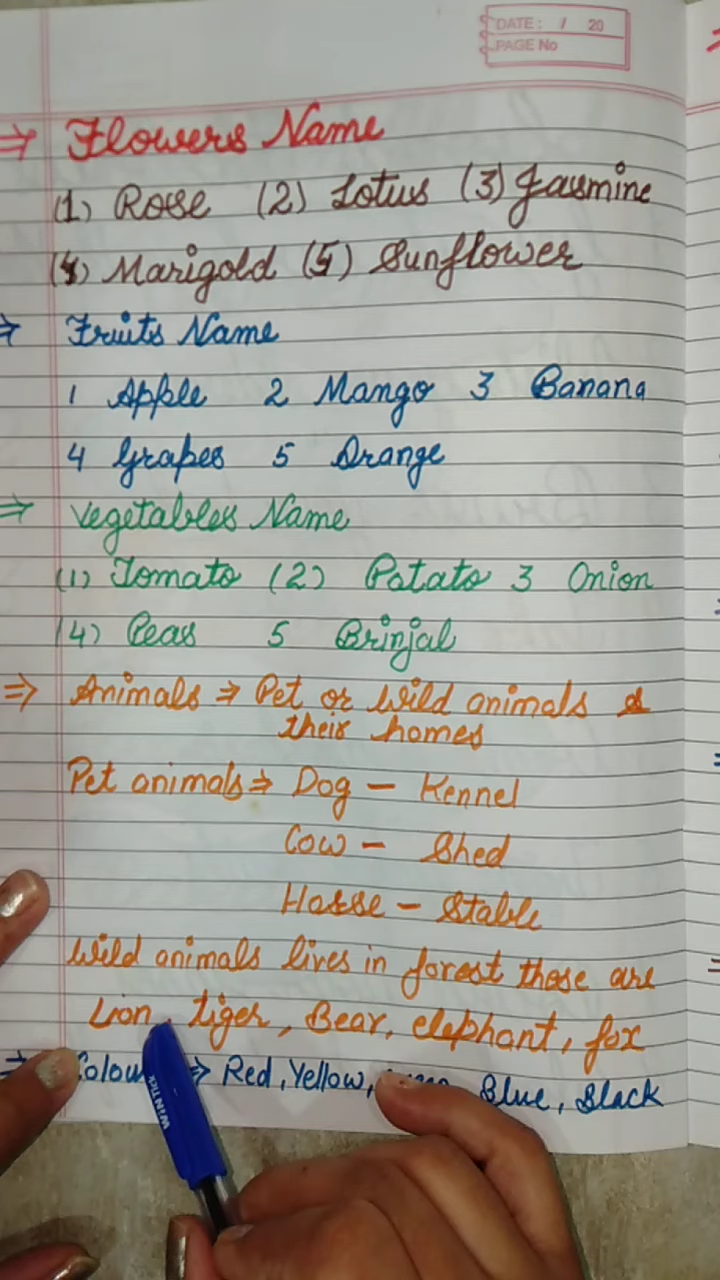 DATE: / 20
PAGE No
⇒ Flowers Name
(1) Rose (2) Lotus (3) Jasmine
(4) Marigold (5) Sunflower
⇒ Fruits Name
1 Apple 2 Mango 3 Banana
4 Grapes 5 Orange
⇒ Vegetables Name
(1) Tomato (2) Potato 3 Onion
(4) Peas 5 Brinjal
⇒ Animals ⇒ Pet or Wild animals &
their homes
Pet animals ⇒ Dog – Kennel
Cow – Shed
Horse – Stable
Wild animals lives in forest those are
Lion, tiger, Bear, elephant, fox
⇒ Colou ⇒ Red, Yellow, Blue, Black
WINTEX